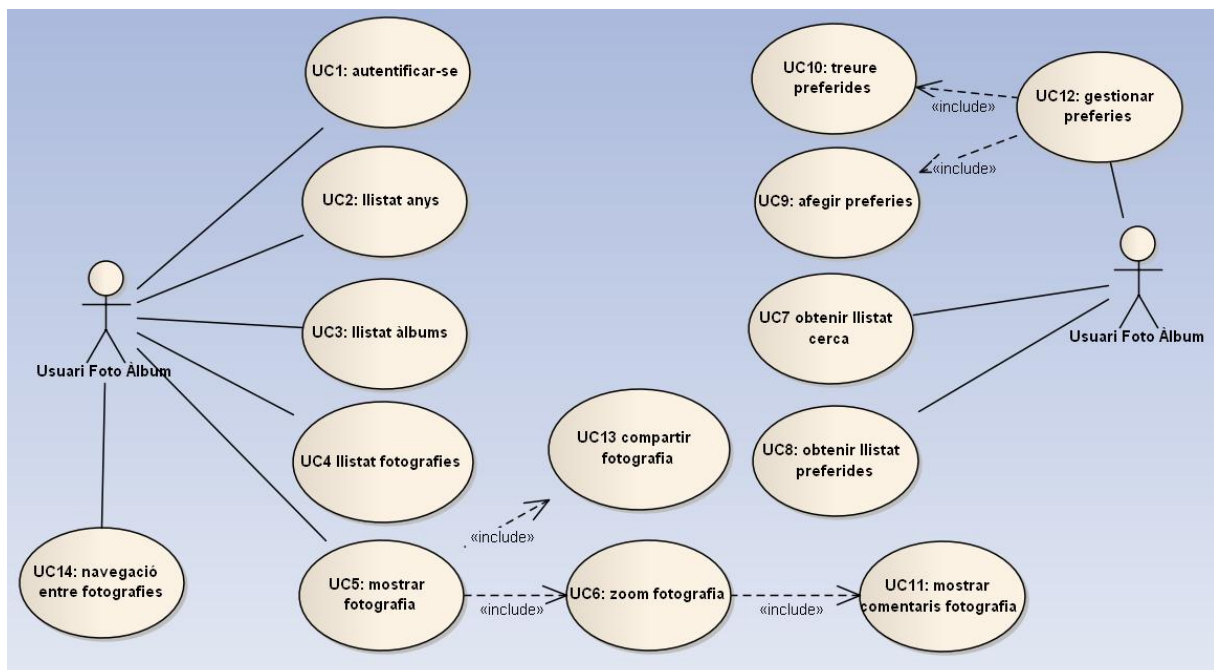 UC1: autentificar-se
UC2: llistat anys
UC3: llistat àlbums
UC4 llistat fotografies
Usuari Foto Àlbum
UC14: navegació
entre fotografies
UC5: mostrar
fotografia
«include»
«include»
UC13 compartir
fotografia
UC6: zoom fotografia
«include»
UC11: mostrar
comentaris fotografia
UC10: treure
preferides
«include»
UC12: gestionar
preferies
«include»
UC9: afegir preferies
UC7 obtenir llistat
cerca
Usuari Foto Àlbum
UC8: obtenir llistat
preferides